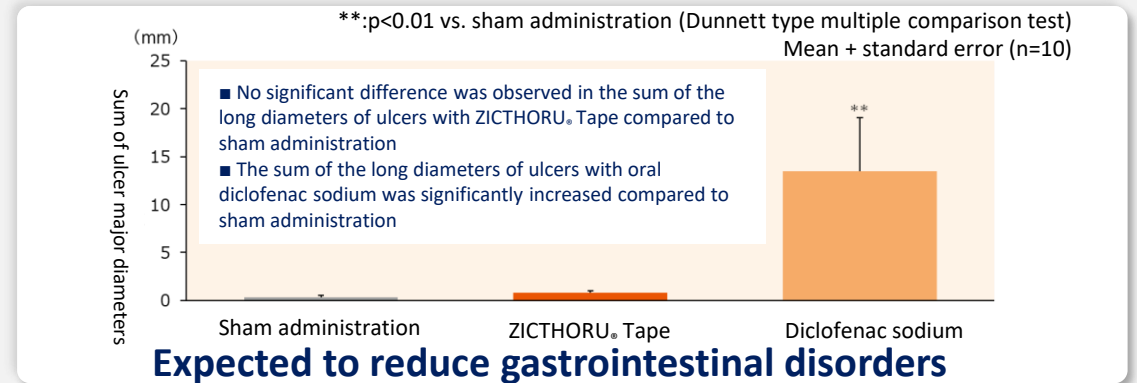 **:p<0.01 vs. sham administration (Dunnett type multiple comparison test)
Mean + standard error (n=10)
(mm)
25
20
15
10
5
0
Sum of ulcer major diameters
■ No significant difference was observed in the sum of the
long diameters of ulcers with ZICTHORU® Tape compared to
sham administration
■ The sum of the long diameters of ulcers with oral
diclofenac sodium was significantly increased compared to
sham administration
**
Sham administration
ZICTHORU® Tape
Diclofenac sodium
Expected to reduce gastrointestinal disorders